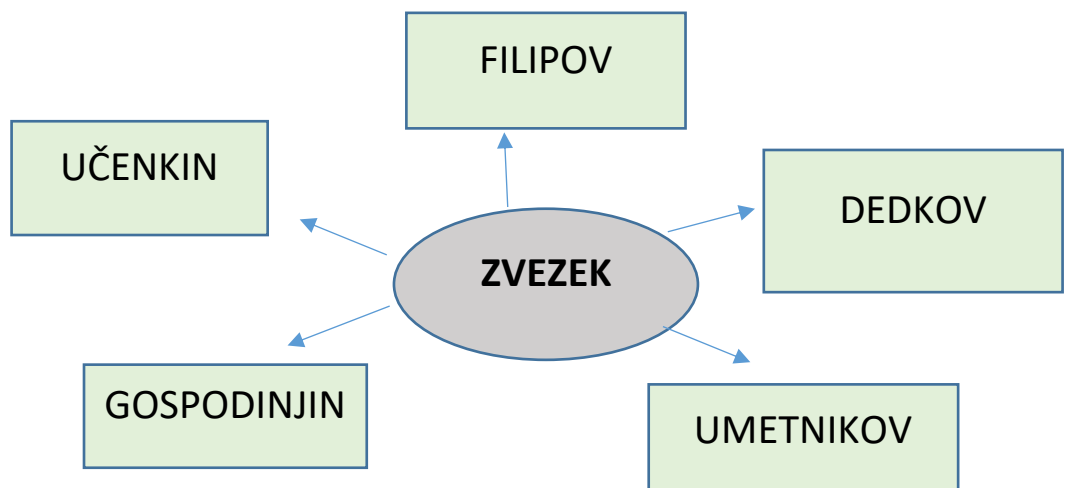 FILIPOV
UČENKIN
DEDKOV
ZVEZEK
GOSPODINJIN
UMETNIKOV